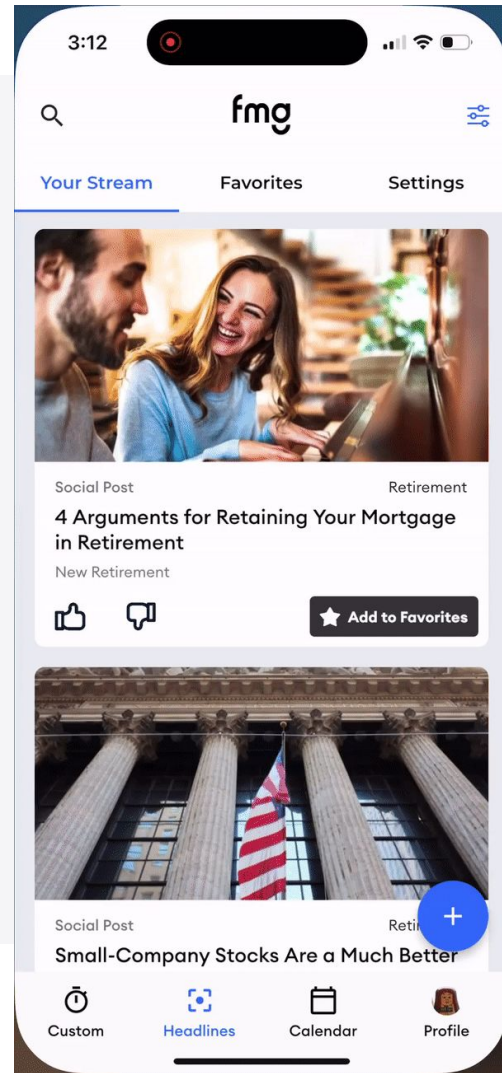 3:12
fmg
Your Stream Favorites Settings
Social Post Retirement
4 Arguments for Retaining Your Mortgage
in Retirement
New Retirement
Add to Favorites
Social Post
Small-Company Stocks Are a Much Better
Custom Headlines Calendar Profile